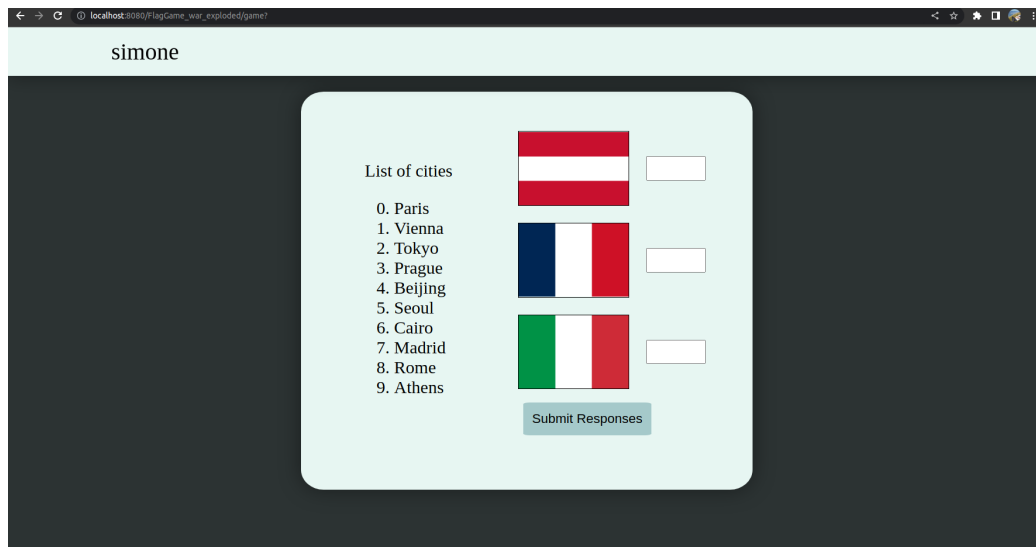 localhost:8080/FlagGame_war_exploded/game?
simone
List of cities
0. Paris
1. Vienna
2. Tokyo
3. Prague
4. Beijing
5. Seoul
6. Cairo
7. Madrid
8. Rome
9. Athens
Submit Responses